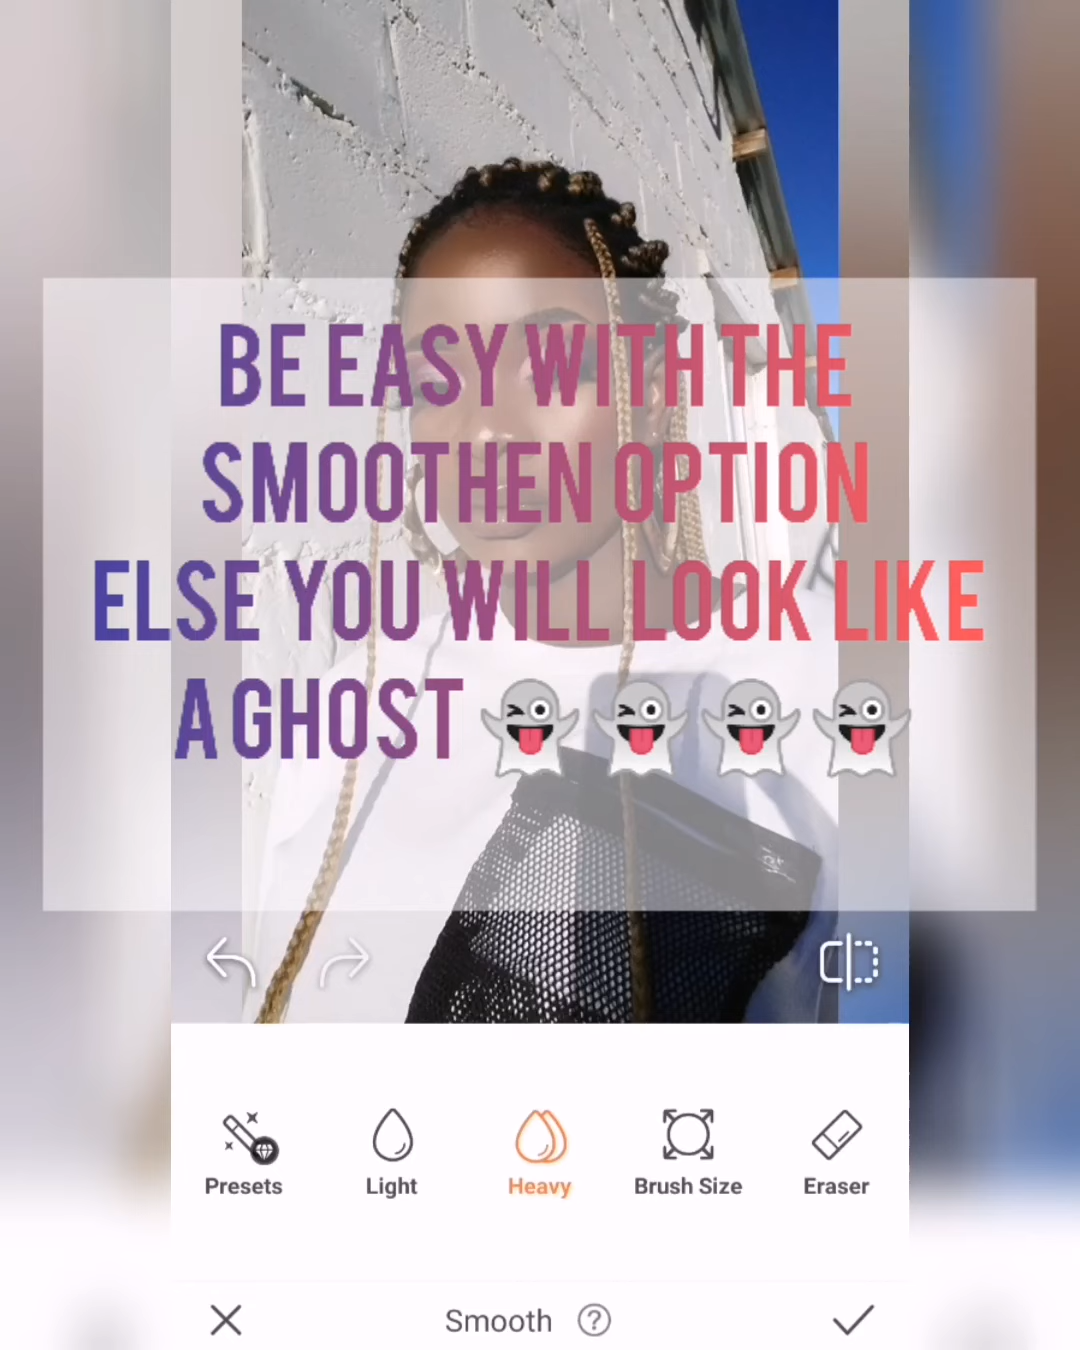 BE EASY WITH THE
SMOOTHEN OPTION
ELSE YOU WILL LOOK LIKE
A GHOST 👻👻👻👻
Presets
Light
Heavy
Brush Size
Eraser
Smooth ?